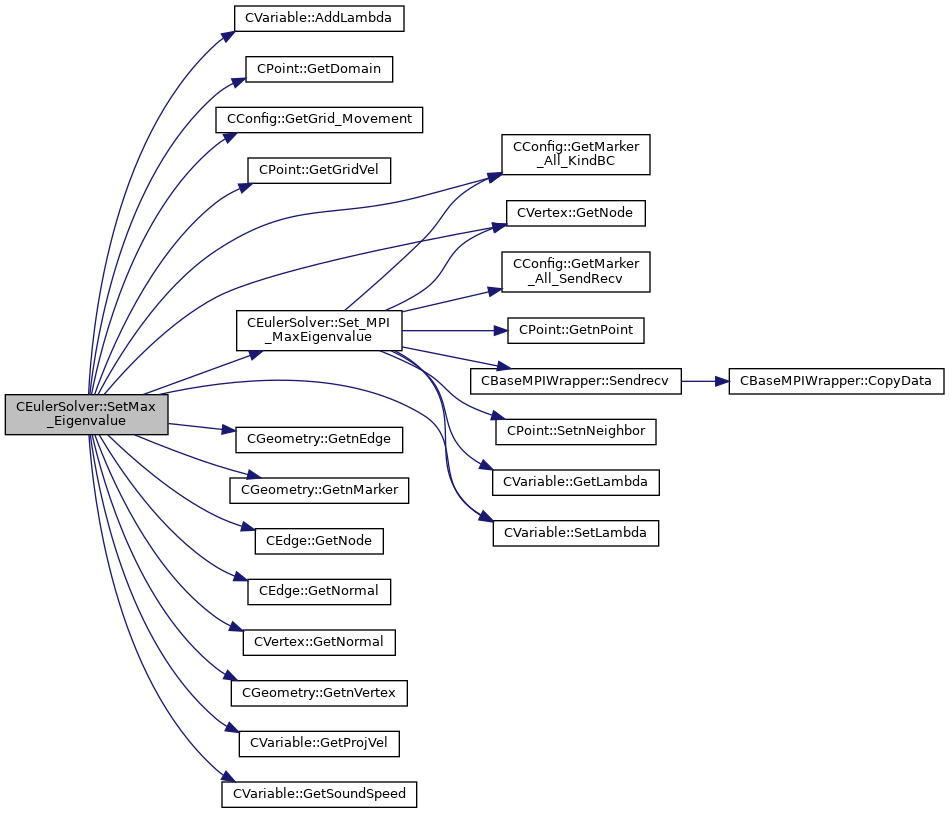 CVariable::AddLambda
CPoint::GetDomain
CConfig::GetGrid_Movement
CPoint::GetGridVel
CConfig::GetMarker
_All_KindBC
CVertex::GetNode
CConfig::GetMarker
_All_SendRecv
CEulerSolver::Set_MPI
_MaxEigenvalue
CPoint::GetnPoint
CBaseMPIWrapper::Sendrecv
CBaseMPIWrapper::CopyData
CEulerSolver::SetMax
_Eigenvalue
CGeometry::GetnEdge
CPoint::SetnNeighbor
CGeometry::GetnMarker
CVariable::GetLambda
CEdge::GetNode
CVariable::SetLambda
CEdge::GetNormal
CVertex::GetNormal
CGeometry::GetnVertex
CVariable::GetProjVel
CVariable::GetSoundSpeed